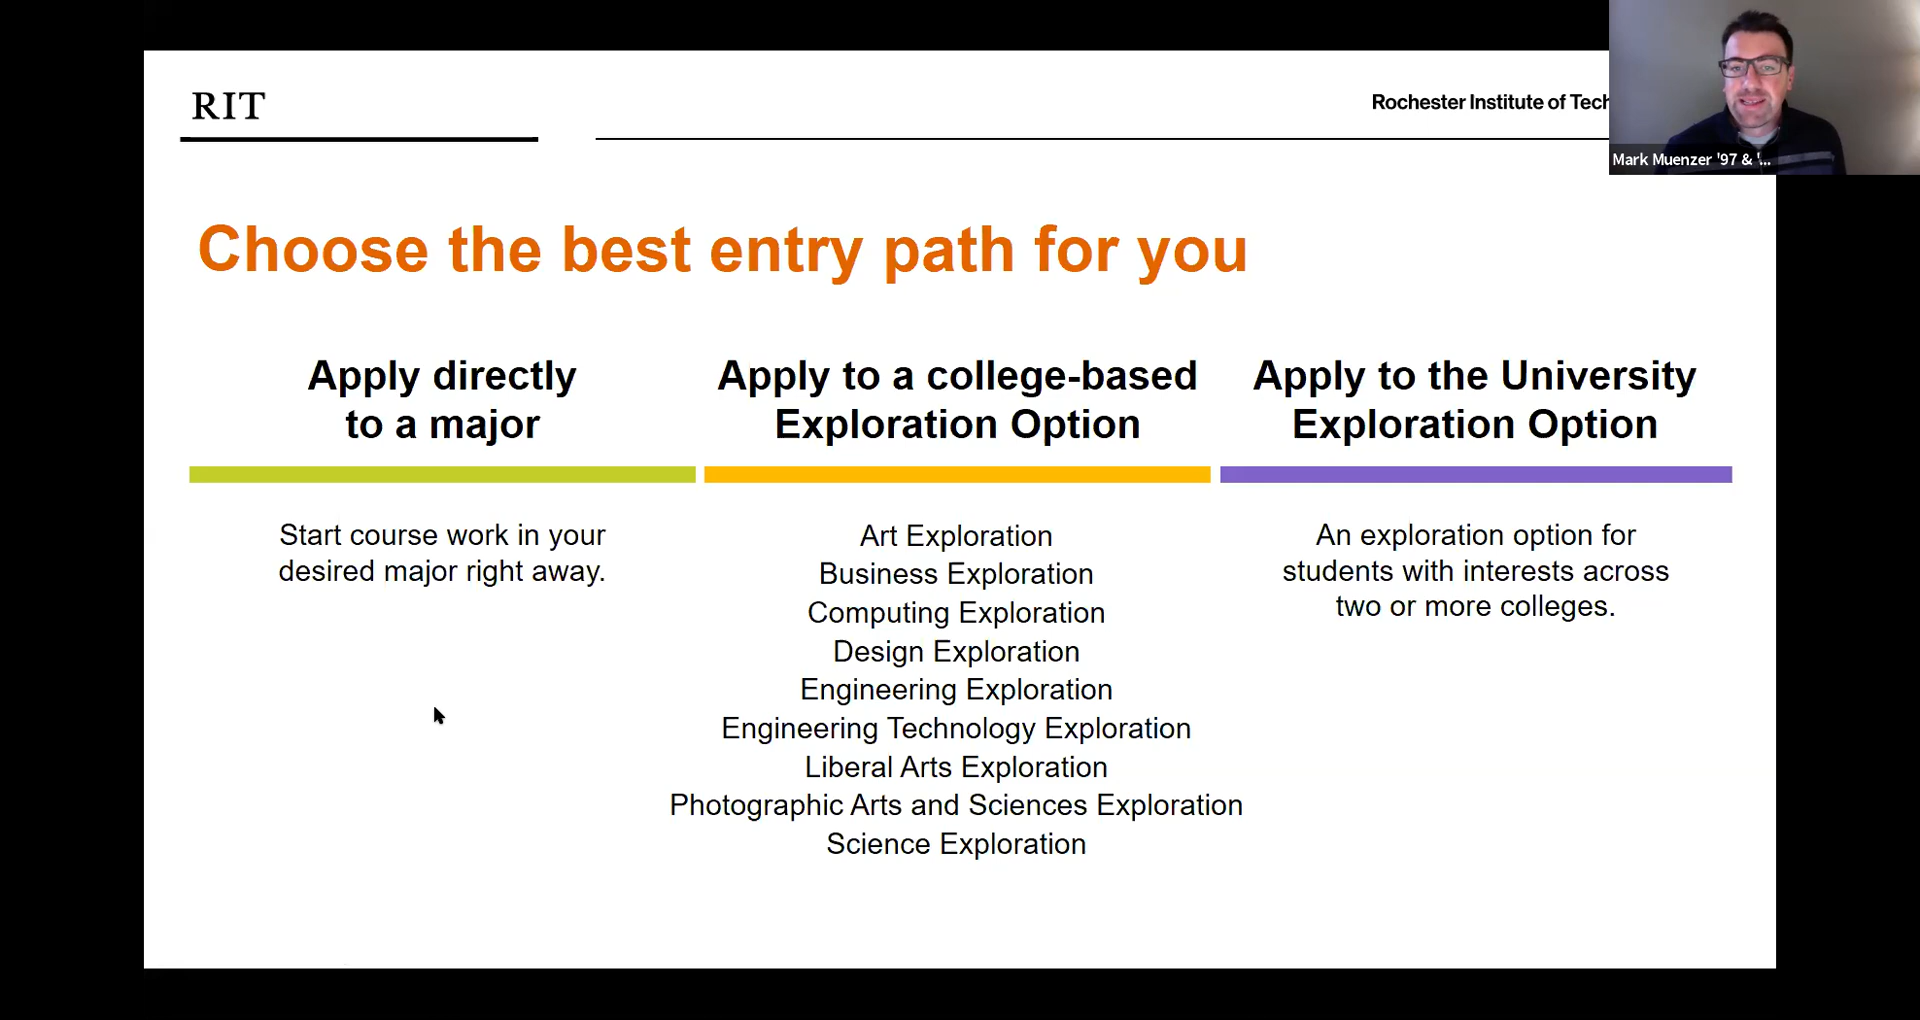 RIT
Rochester Institute of Tech
Mark Muenzer '97 & '...
Choose the best entry path for you
Apply directly
to a major
Start course work in your
desired major right away.
Apply to a college-based
Exploration Option
Art Exploration
Business Exploration
Computing Exploration
Design Exploration
Engineering Exploration
Engineering Technology Exploration
Liberal Arts Exploration
Photographic Arts and Sciences Exploration
Science Exploration
Apply to the University
Exploration Option
An exploration option for
students with interests across
two or more colleges.